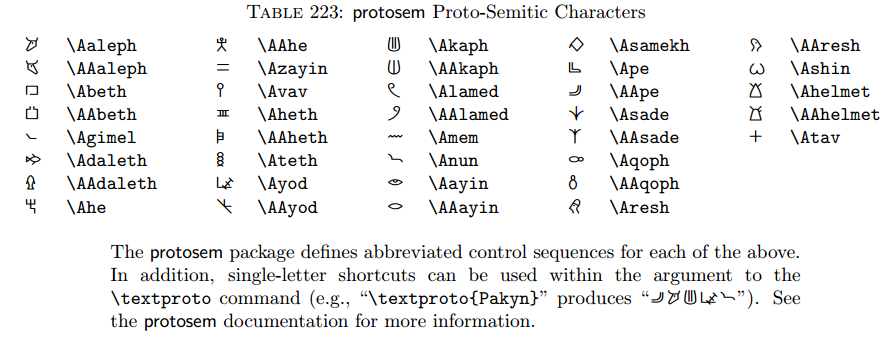 TABLE 223: protosem Proto-Semitic Characters
\Aaleph \AAhe \Akaph \Asamekh \AAresh
\AAaleph \Azayin \AAkaph \Ape \Ashin
\Abeth \Avav \Alamed \AApe \Ahelmet
\AAbeth \Aheth \AAlamed \Asade \AAhelmet
\Agimel \AAheth \Amem \AAsade \Atav
\Adaleth \Ateth \Anun \Aqoph
\AAdaleth \Ayod \Aayin \AAqoph
\Ahe \AAyod \AAayin \Aresh
The protosem package defines abbreviated control sequences for each of the above.
In addition, single-letter shortcuts can be used within the argument to the
\textproto command (e.g., “\textproto{Pakyn}” produces “”). See
the protosem documentation for more information.